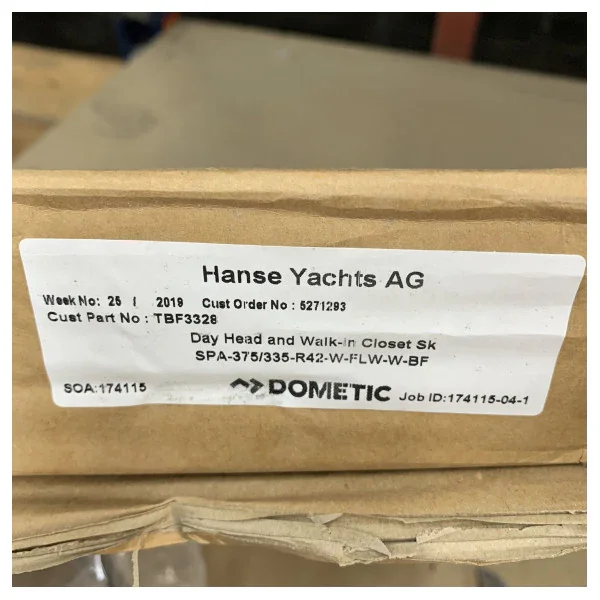 Hanse Yachts AG
Week No: 25 / 2019 Cust Order No : 5271293
Cust Part No : TBF3328
Day Head and Walk-in Closet Sk
SPA-375/335-R42-W-FLW-W-BF
SOA:174115 DOMETIC Job ID:174115-04-1